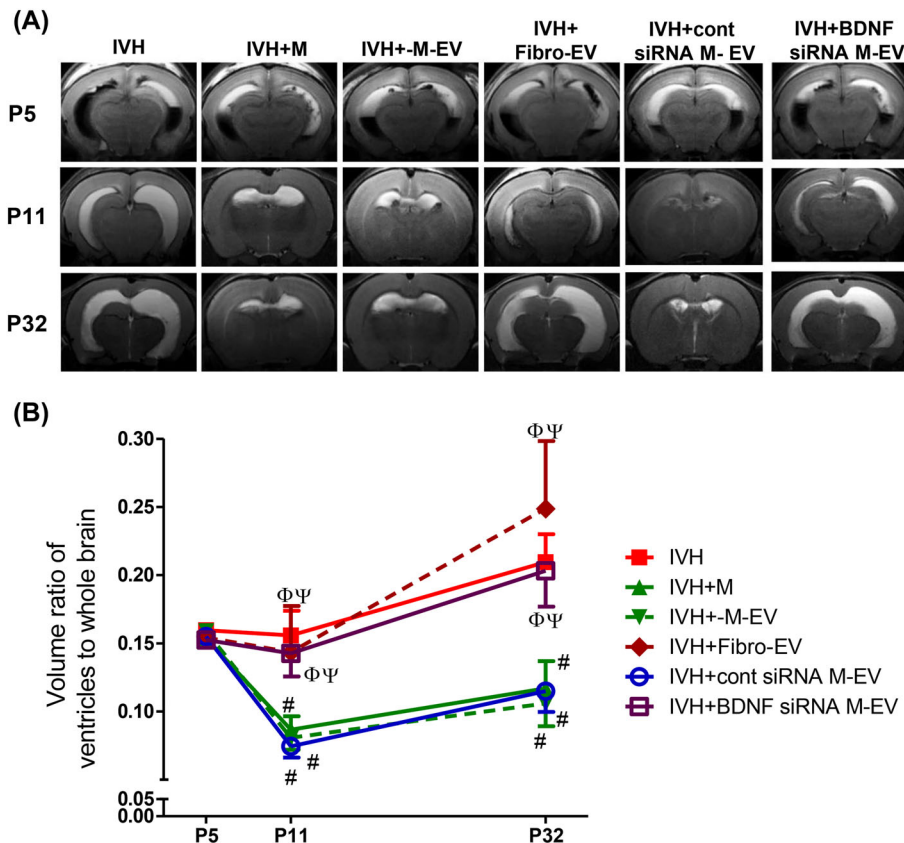 (A)
IVH
IVH+M
IVH+-M-EV
IVH+
Fibro-EV
IVH+cont
siRNA M- EV
IVH+BDNF
siRNA M-EV
P5
P11
P32
(B)
Volume ratio of
ventricles to whole brain
0.30
0.25
0.20
0.15
0.10
0.05
0.00
ΦΨ
ΦΨ
ΦΨ
ΦΨ
#
#
#
#
#
#
P5
P11
P32
IVH
IVH+M
IVH+-M-EV
IVH+Fibro-EV
IVH+cont siRNA M-EV
IVH+BDNF siRNA M-EV